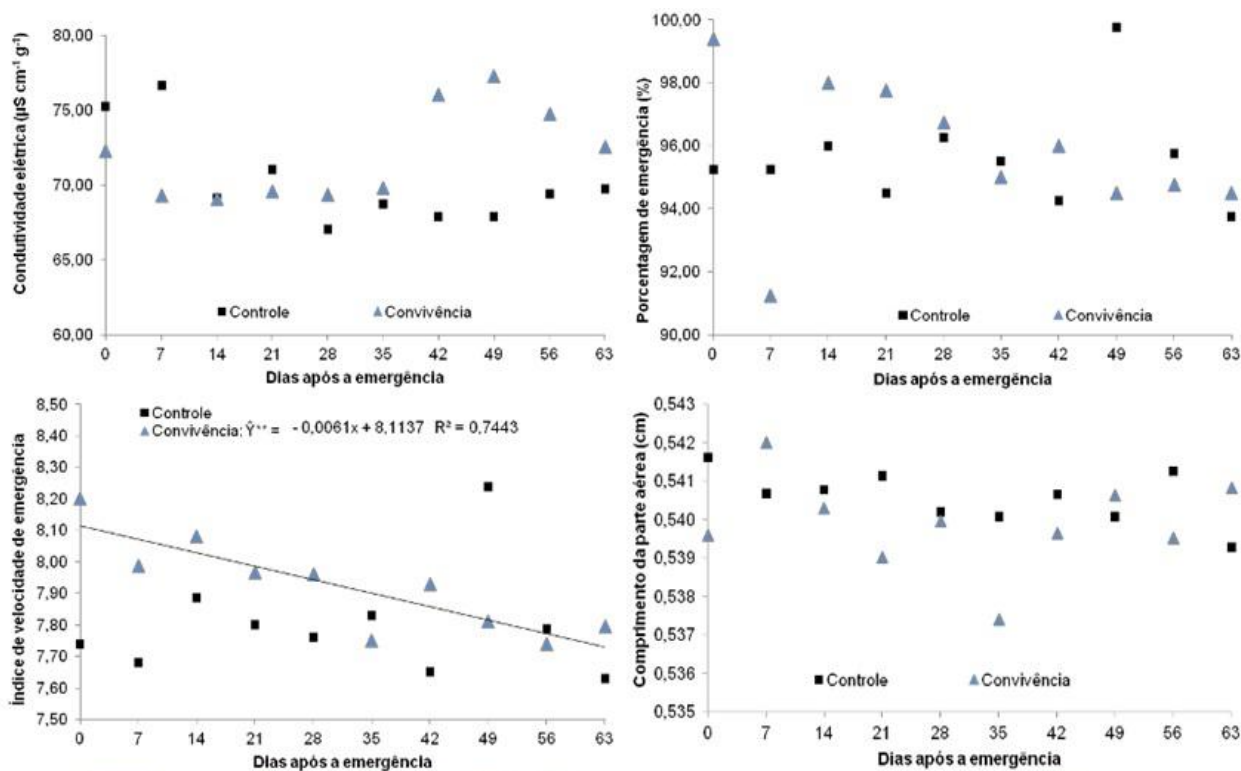 Condutividade elétrica (µS cm⁻¹ g⁻¹)
80,00
75,00
70,00
65,00
60,00
Controle
Convivência
0 7 14 21 28 35 42 49 56 63
Dias após a emergência
Porcentagem de emergência (%)
100,00
98,00
96,00
94,00
92,00
90,00
Controle
Convivência
0 7 14 21 28 35 42 49 56 63
Dias após a emergência
Índice de velocidade de emergência
8,50
8,40
8,30
8,20
8,10
8,00
7,90
7,80
7,70
7,60
7,50
Controle
Convivência: Ŷ** = - 0,0061x + 8,1137 R² = 0,7443
0 7 14 21 28 35 42 49 56 63
Dias após a emergência
Comprimento da parte aérea (cm)
0,543
0,542
0,541
0,540
0,539
0,538
0,537
0,536
0,535
Controle
Convivência
0 7 14 21 28 35 42 49 56 63
Dias após a emergência